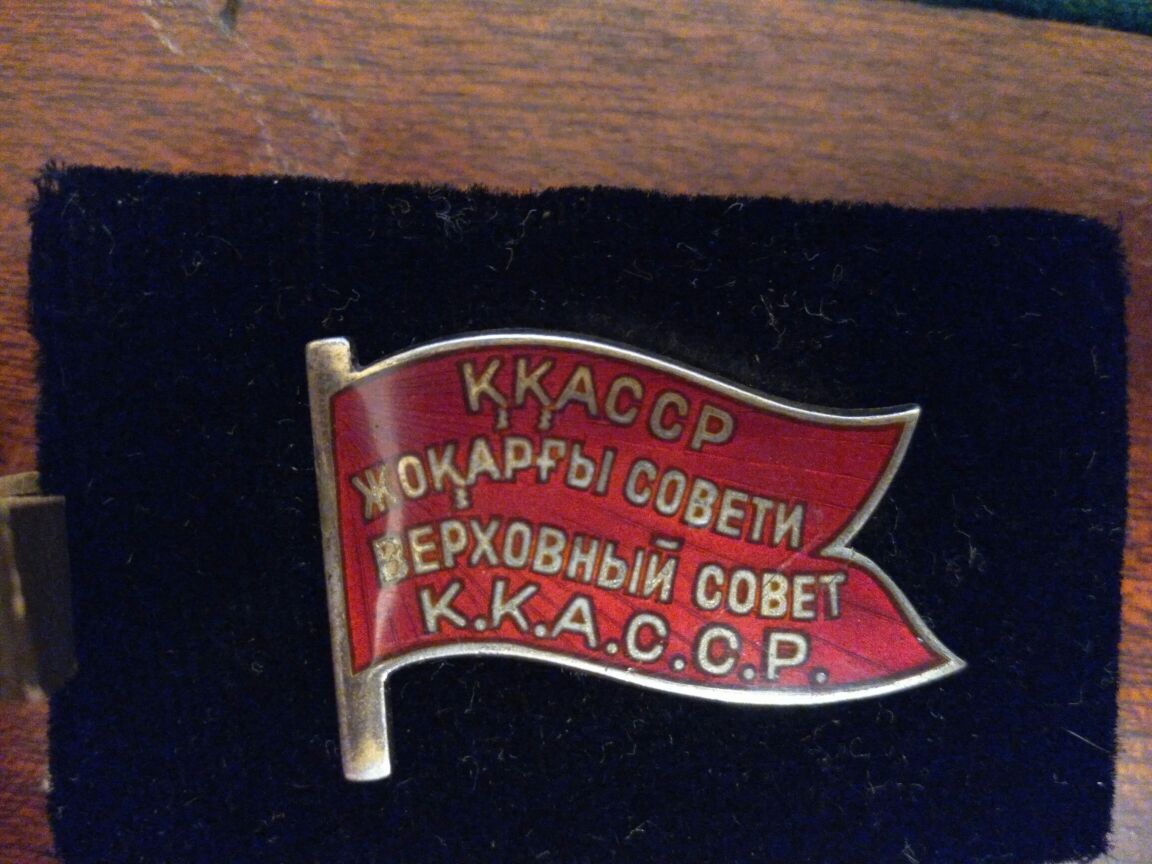 ҚҚАССР
ЖОҚАРҒЫ СОВЕТИ
ВЕРХОВНЫЙ СОВЕТ
К.К.А.С.С.Р.